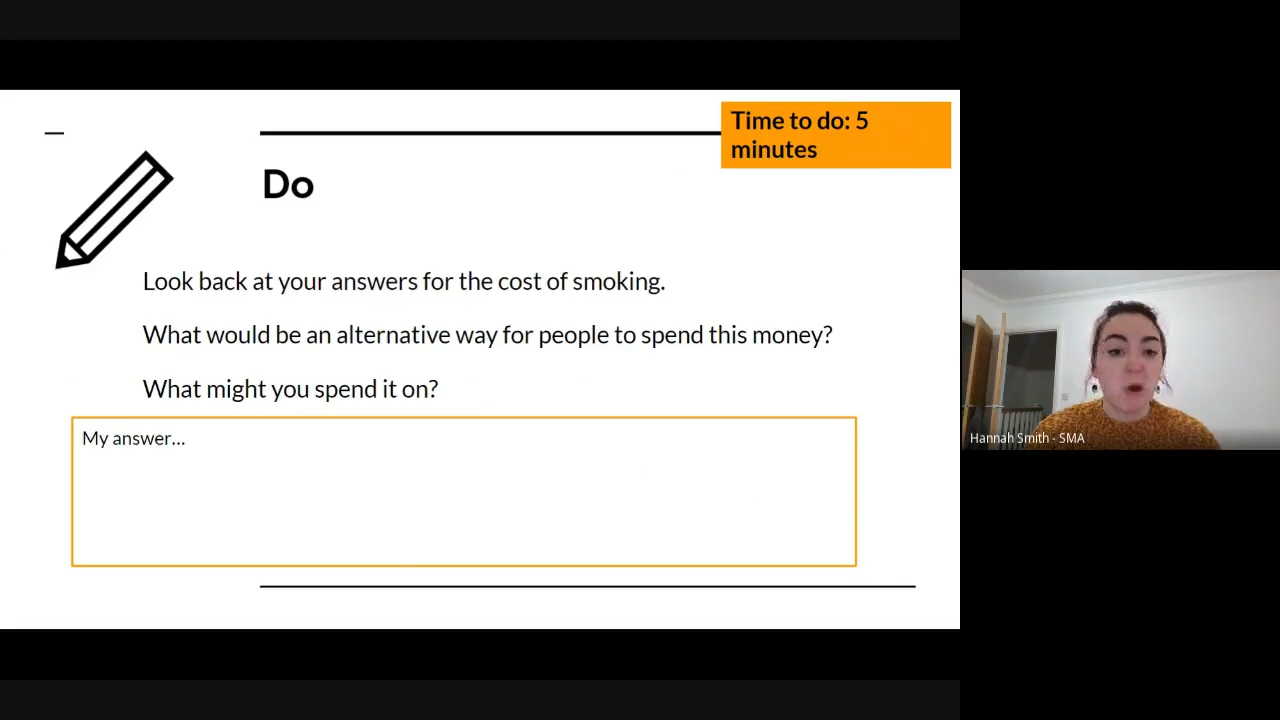 Time to do: 5
minutes
Do
Look back at your answers for the cost of smoking.
What would be an alternative way for people to spend this money?
What might you spend it on?
My answer...
Hannah Smith - SMA